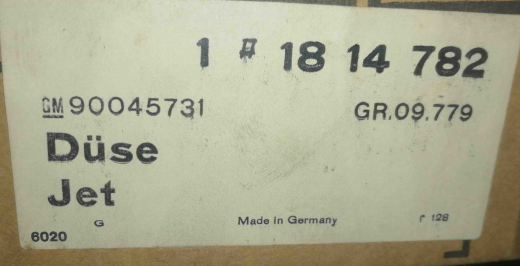 1 # 18 14 782
GM 90045731 GR.09.779
Düse
Jet
G Made in Germany r 128
6020